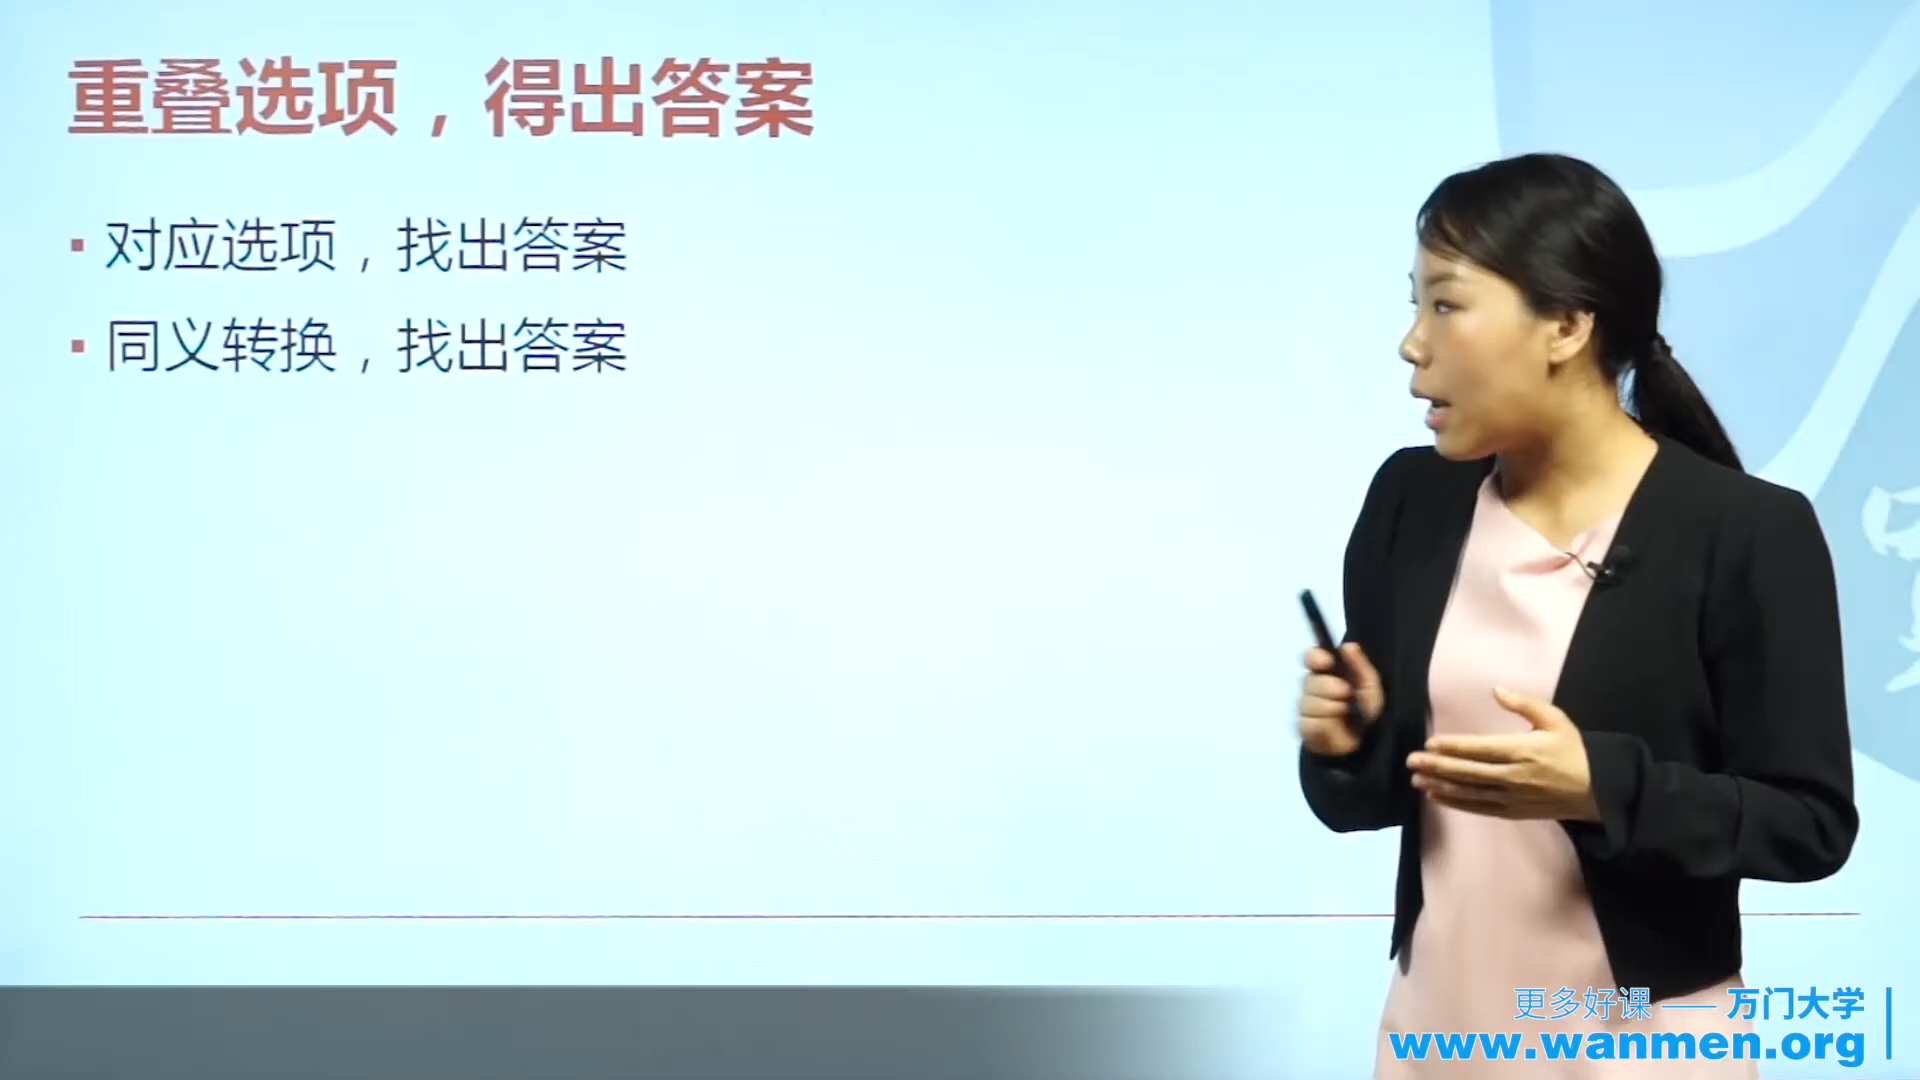 重叠选项，得出答案
▪ 对应选项，找出答案
▪ 同义转换，找出答案
更多好课 —— 万门大学
www.wanmen.org